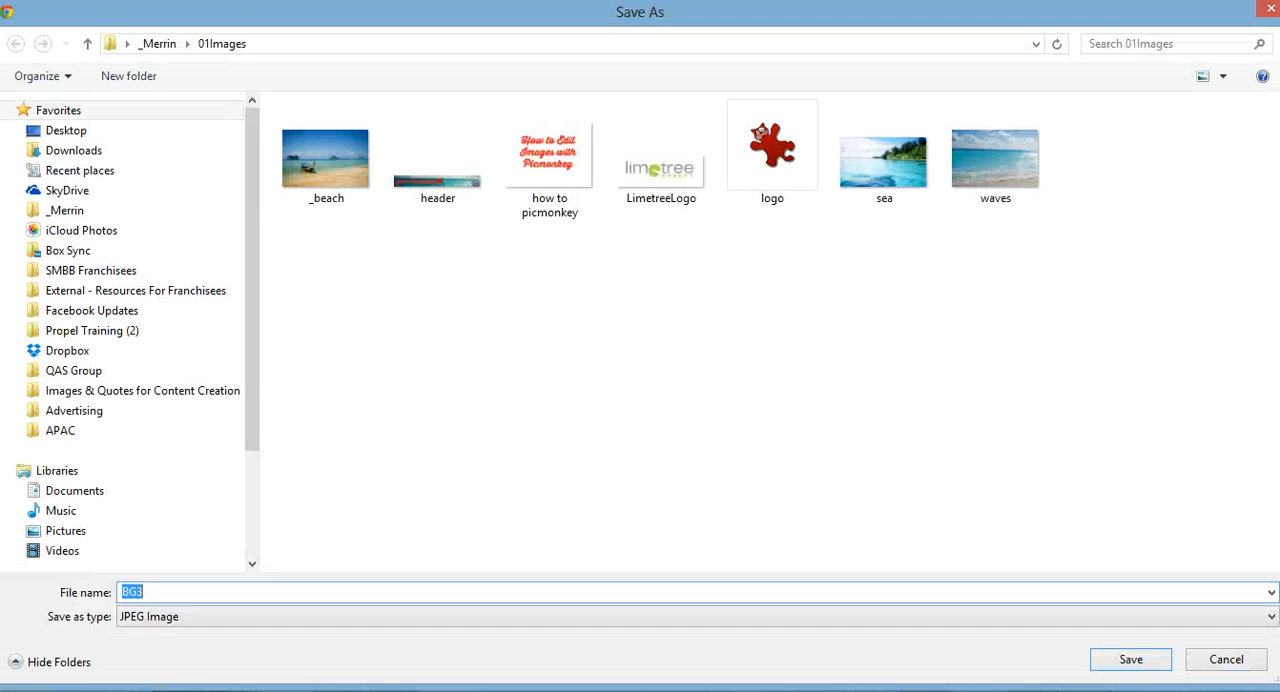 Save As
_Merrin
01Images
Search 01Images
Organize
New folder
Favorites
Desktop
Downloads
Recent places
SkyDrive
_Merrin
iCloud Photos
Box Sync
SMBB Franchisees
External - Resources For Franchisees
Facebook Updates
Propel Training (2)
Dropbox
QAS Group
Images & Quotes for Content Creation
Advertising
APAC
Libraries
Documents
Music
Pictures
Videos
How to Edit
Images with
Picmonkey
limetree
_beach
header
how to
picmonkey
LimetreeLogo
logo
sea
waves
File name:
BG3
Save as type:
JPEG Image
Hide Folders
Save
Cancel